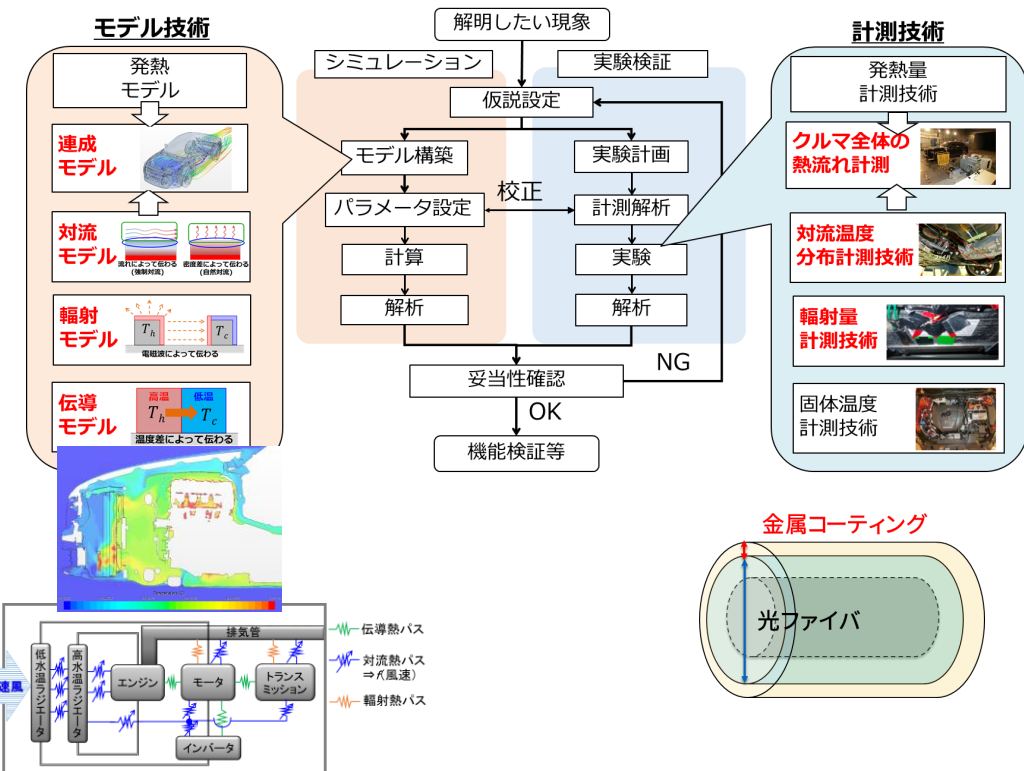 モデル技術
発熱
モデル
連成
モデル
対流
モデル
流れによって伝わる
(強制対流)
密度差によって伝わる
(自然対流)
輻射
モデル
Th
Tc
電磁波によって伝わる
伝導
モデル
高温
低温
Th
Tc
温度差によって伝わる
解明したい現象
シミュレーション
実験検証
仮説設定
モデル構築
実験計画
パラメータ設定
校正
計測解析
計算
実験
解析
解析
妥当性確認
NG
OK
機能検証等
計測技術
発熱量
計測技術
クルマ全体の
熱流れ計測
対流温度
分布計測技術
輻射量
計測技術
固体温度
計測技術
速風
低水温ラジエータ
高水温ラジエータ
排気管
エンジン
モータ
トランス
ミッション
インバータ
伝導熱パス
対流熱パス
⇒f(風速)
輻射熱パス
金属コーティング
光ファイバ